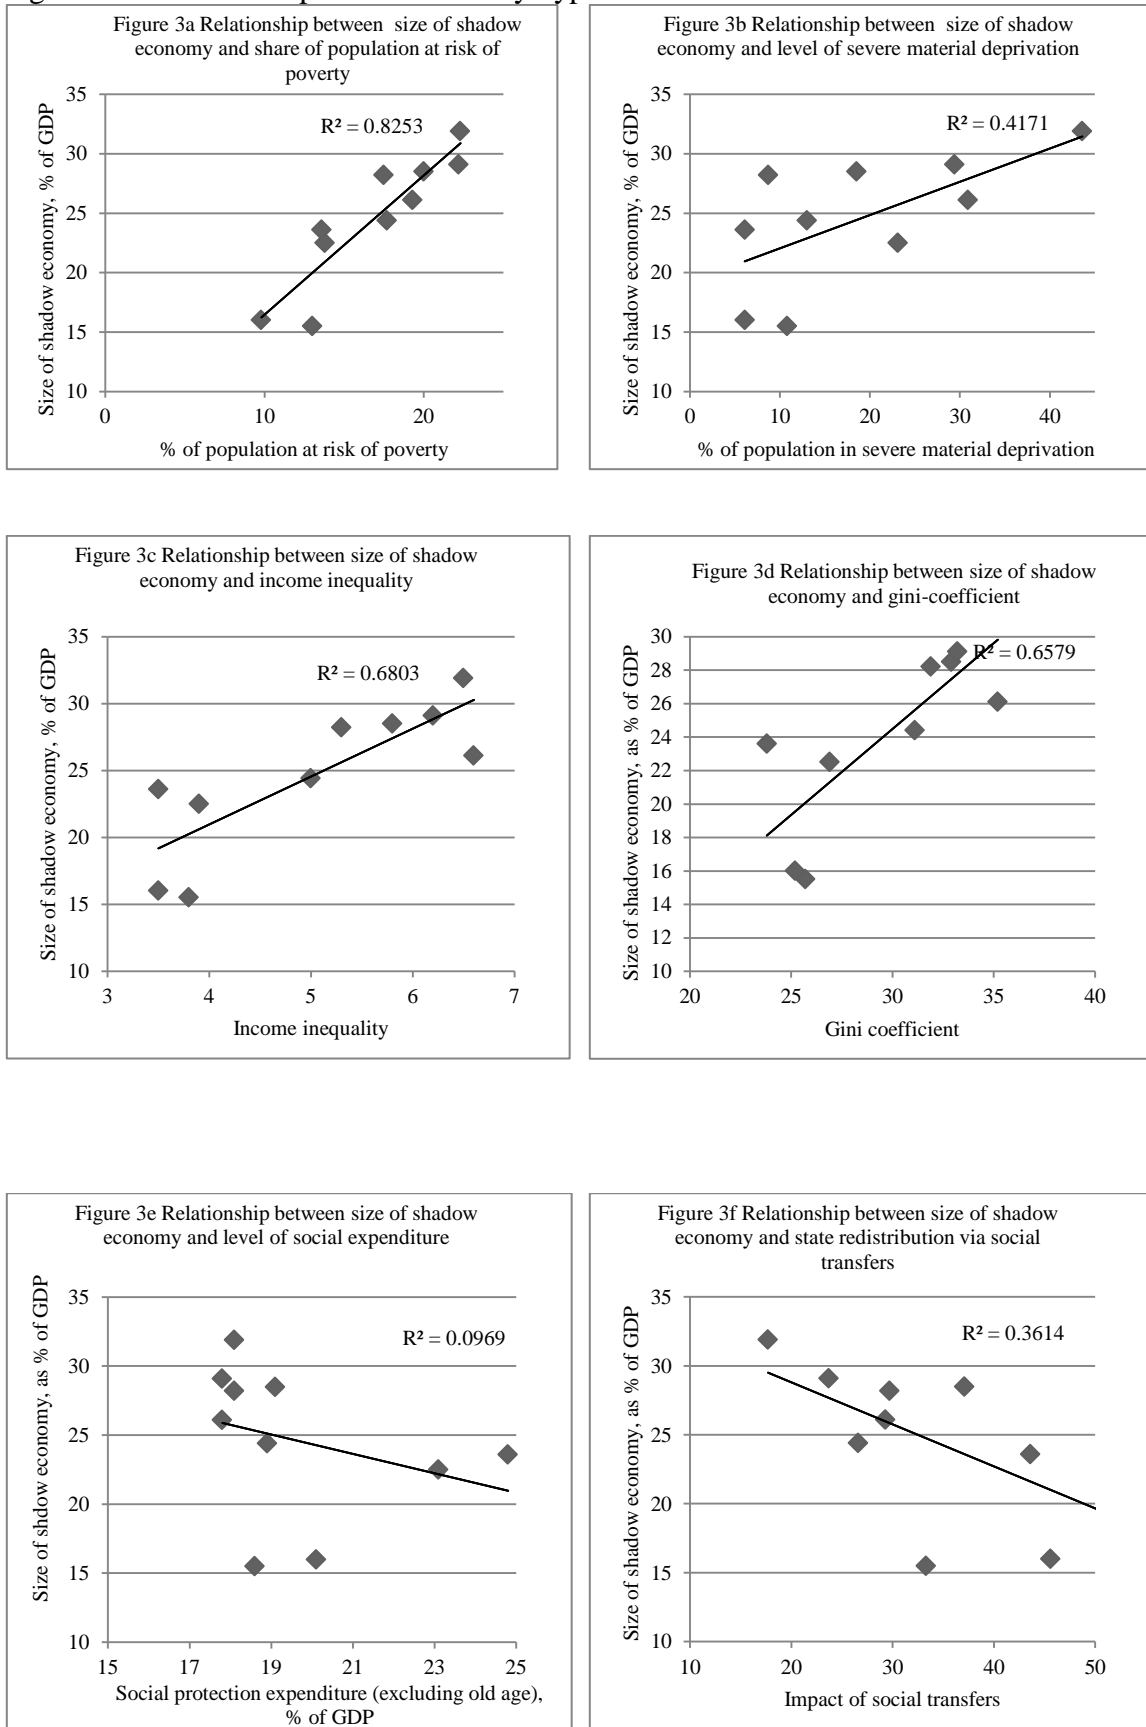 Figure 3a Relationship between size of shadow
economy and share of population at risk of
poverty
35
30
25
20
15
10
R² = 0.8253
0
10
20
Size of shadow economy, % of GDP
% of population at risk of poverty
Figure 3b Relationship between size of shadow
economy and level of severe material deprivation
35
30
25
20
15
10
R² = 0.4171
0
10
20
30
40
Size of shadow economy, % of GDP
% of population in severe material deprivation
Figure 3c Relationship between size of shadow
economy and income inequality
35
30
25
20
15
10
R² = 0.6803
3
4
5
6
7
Size of shadow economy, % of GDP
Income inequality
Figure 3d Relationship between size of shadow
economy and gini-coefficient
30
28
26
24
22
20
18
16
14
12
10
R² = 0.6579
20
25
30
35
40
Size of shadow economy, as % of GDP
Gini coefficient
Figure 3e Relationship between size of shadow
economy and level of social expenditure
35
30
25
20
15
10
R² = 0.0969
15
17
19
21
23
25
Size of shdow economy, as % of GDP
Social protection expenditure (excluding old age),
% of GDP
Figure 3f Relationship between size of shadow
economy and state redistribution via social
transfers
35
30
25
20
15
10
R² = 0.3614
10
20
30
40
50
Size of shadow economy, as % of GDP
Impact of social transfers